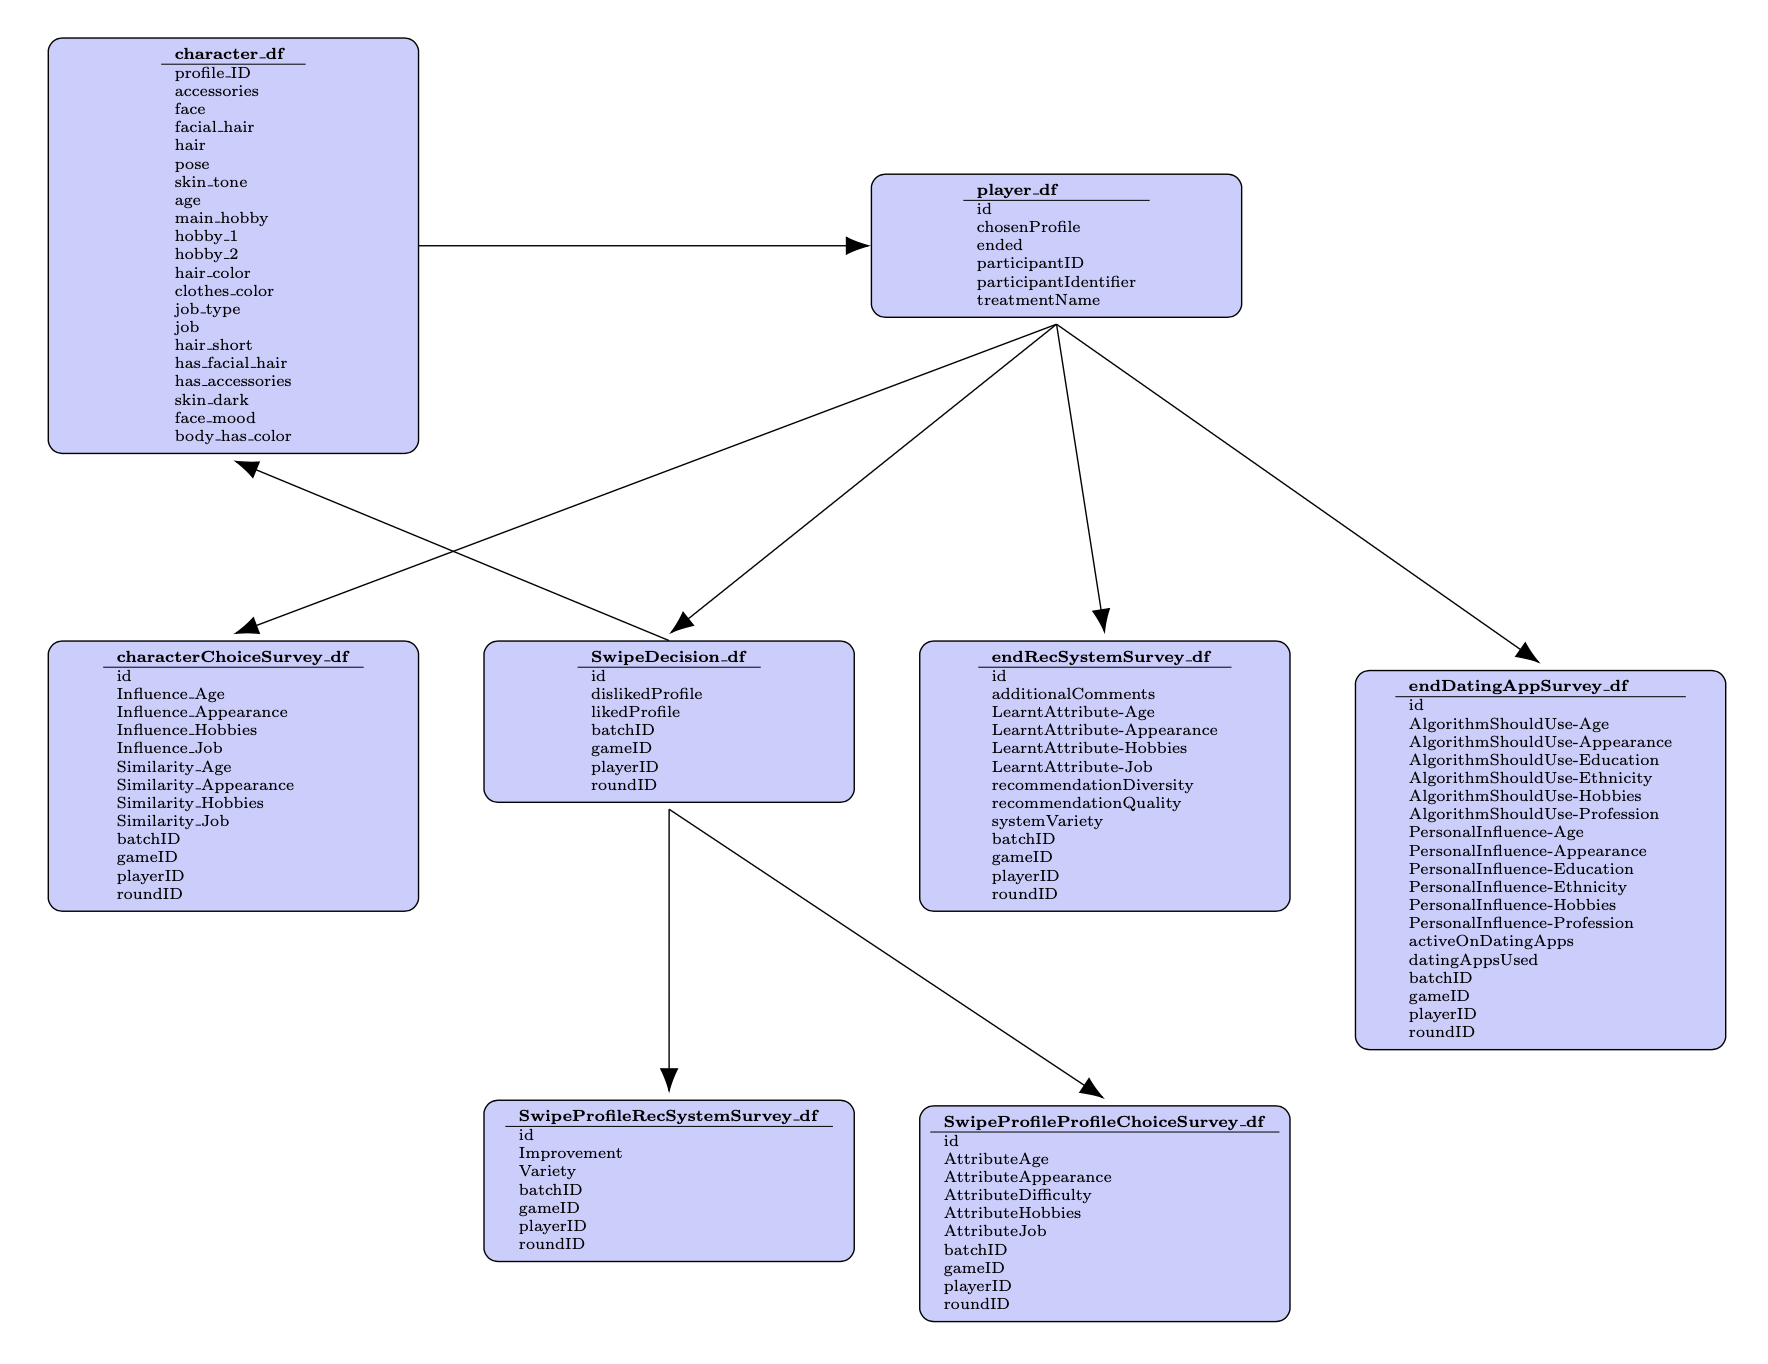 character_df
profile_ID
accessories
face
facial_hair
hair
pose
skin_tone
age
main_hobby
hobby_1
hobby_2
hair_color
clothes_color
job_type
job
hair_short
has_facial_hair
has_accessories
skin_dark
face_mood
body_has_color
player_df
id
chosenProfile
ended
participantID
participantIdentifier
treatmentName
characterChoiceSurvey_df
id
Influence_Age
Influence_Appearance
Influence_Hobbies
Influence_Job
Similarity_Age
Similarity_Appearance
Similarity_Hobbies
Similarity_Job
batchID
gameID
playerID
roundID
SwipeDecision_df
id
dislikedProfile
likedProfile
batchID
gameID
playerID
roundID
endRecSystemSurvey_df
id
additionalComments
LearntAttribute-Age
LearntAttribute-Appearance
LearntAttribute-Hobbies
LearntAttribute-Job
recommendationDiversity
recommendationQuality
systemVariety
batchID
gameID
playerID
roundID
endDatingAppSurvey_df
id
AlgorithmShouldUse-Age
AlgorithmShouldUse-Appearance
AlgorithmShouldUse-Education
AlgorithmShouldUse-Ethnicity
AlgorithmShouldUse-Hobbies
AlgorithmShouldUse-Profession
PersonalInfluence-Age
PersonalInfluence-Appearance
PersonalInfluence-Education
PersonalInfluence-Ethnicity
PersonalInfluence-Hobbies
PersonalInfluence-Profession
activeOnDatingApps
datingAppsUsed
batchID
gameID
playerID
roundID
SwipeProfileRecSystemSurvey_df
id
Improvement
Variety
batchID
gameID
playerID
roundID
SwipeProfileProfileChoiceSurvey_df
id
AttributeAge
AttributeAppearance
AttributeDifficulty
AttributeHobbies
AttributeJob
batchID
gameID
playerID
roundID